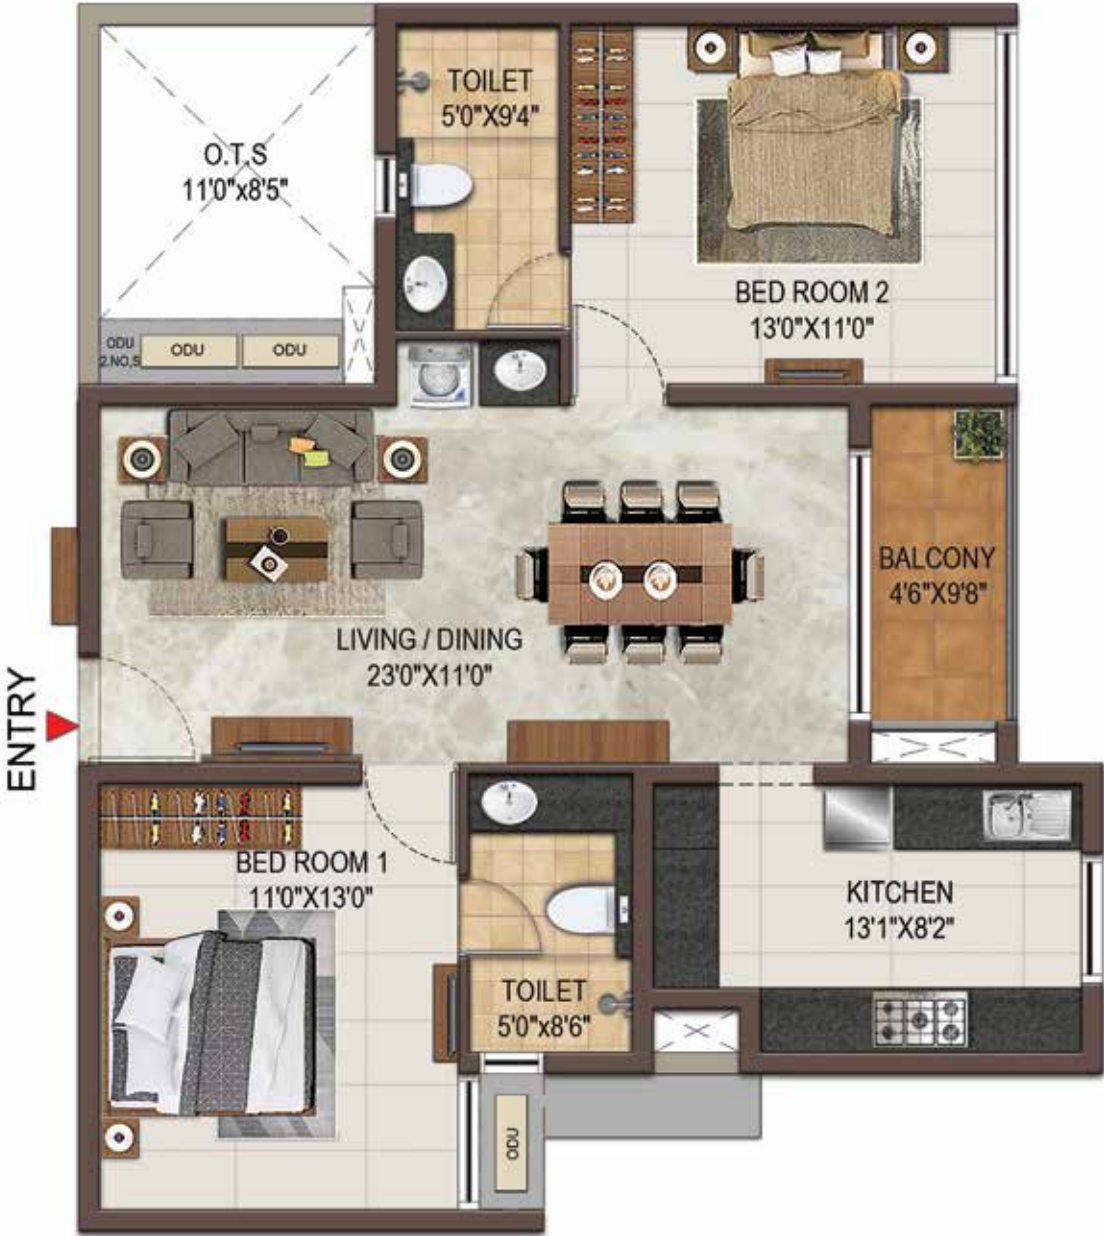 TOILET
5'0"X9'4"
O.T.S
11'0"x8'5"
BED ROOM 2
13'0"X11'0"
ODU
2.NO,S
ODU
ODU
BALCONY
4'6"X9'8"
LIVING / DINING
23'0"X11'0"
ENTRY
BED ROOM 1
11'0"X13'0"
KITCHEN
13'1"X8'2"
TOILET
5'0"x8'6"
ODU